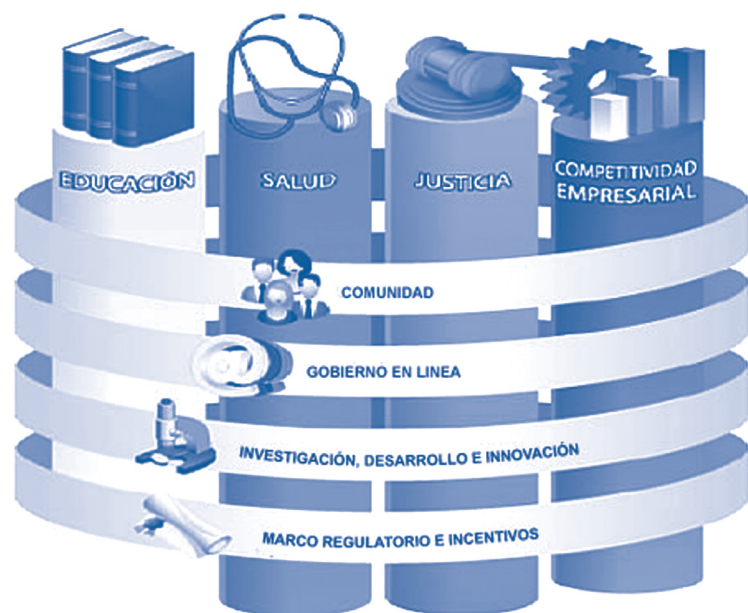 EDUCACIÓN
SALUD
JUSTICIA
COMPETITIVIDAD
EMPRESARIAL
COMUNIDAD
GOBIERNO EN LINEA
INVESTIGACIÓN, DESARROLLO E INNOVACIÓN
MARCO REGULATORIO E INCENTIVOS